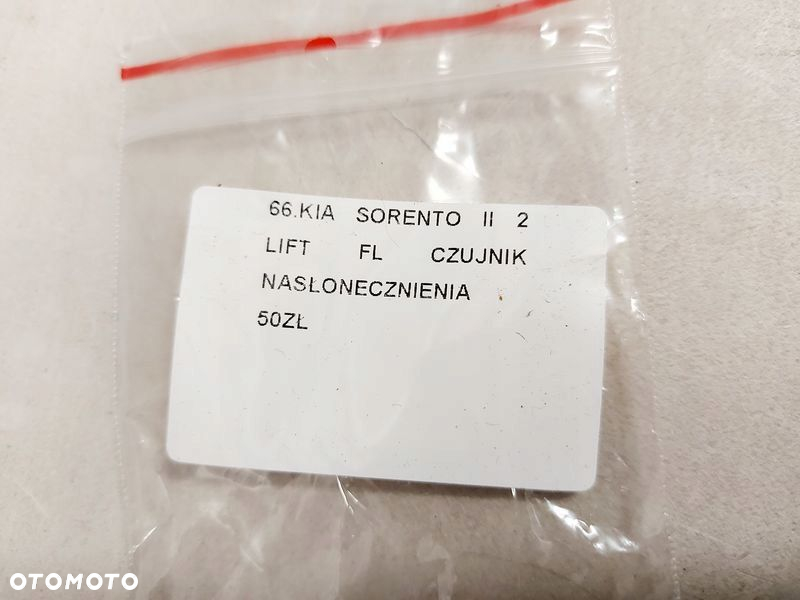 66.KIA SORENTO II 2
LIFT FL CZUJNIK
NASŁONECZNIENIA
50ZŁ
OTOMOTO